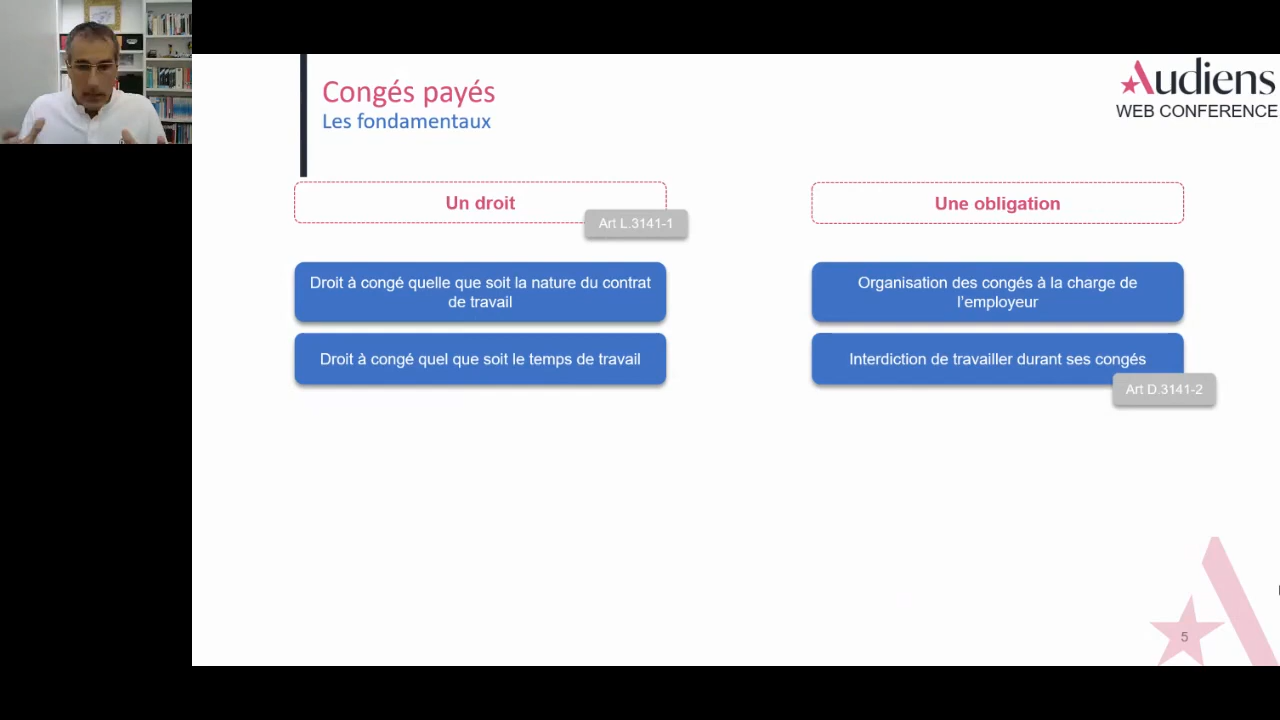 Congés payés
Les fondamentaux
Audiens
WEB CONFERENCE
Un droit
Art L.3141-1
Droit à congé quelle que soit la nature du contrat
de travail
Droit à congé quel que soit le temps de travail
Une obligation
Organisation des congés à la charge de
l’employeur
Interdiction de travailler durant ses congés
Art D.3141-2
5